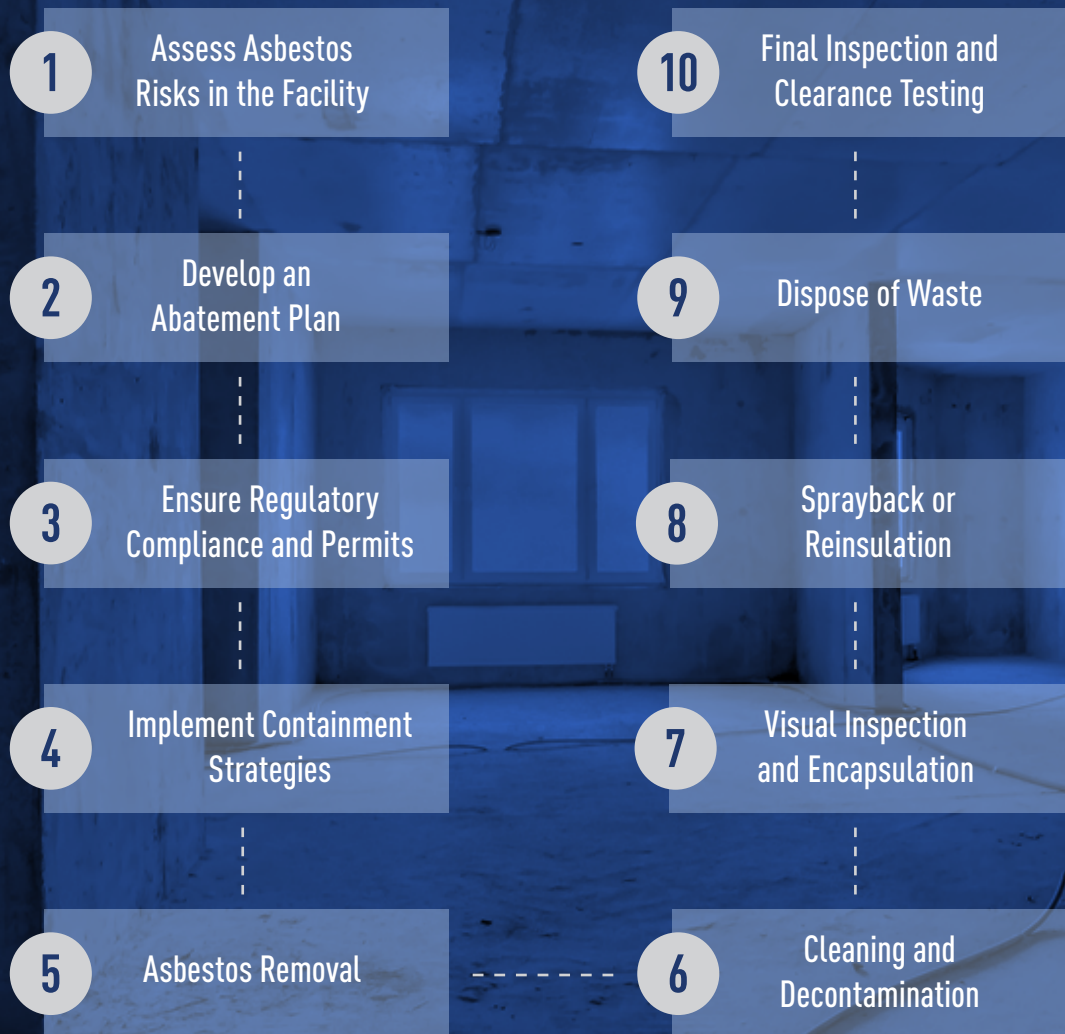 1
Assess Asbestos
Risks in the Facility
2
Develop an
Abatement Plan
3
Ensure Regulatory
Compliance and Permits
4
Implement Containment
Strategies
5
Asbestos Removal
6
Cleaning and
Decontamination
7
Visual Inspection
and Encapsulation
8
Sprayback or
Reinsulation
9
Dispose of Waste
10
Final Inspection and
Clearance Testing